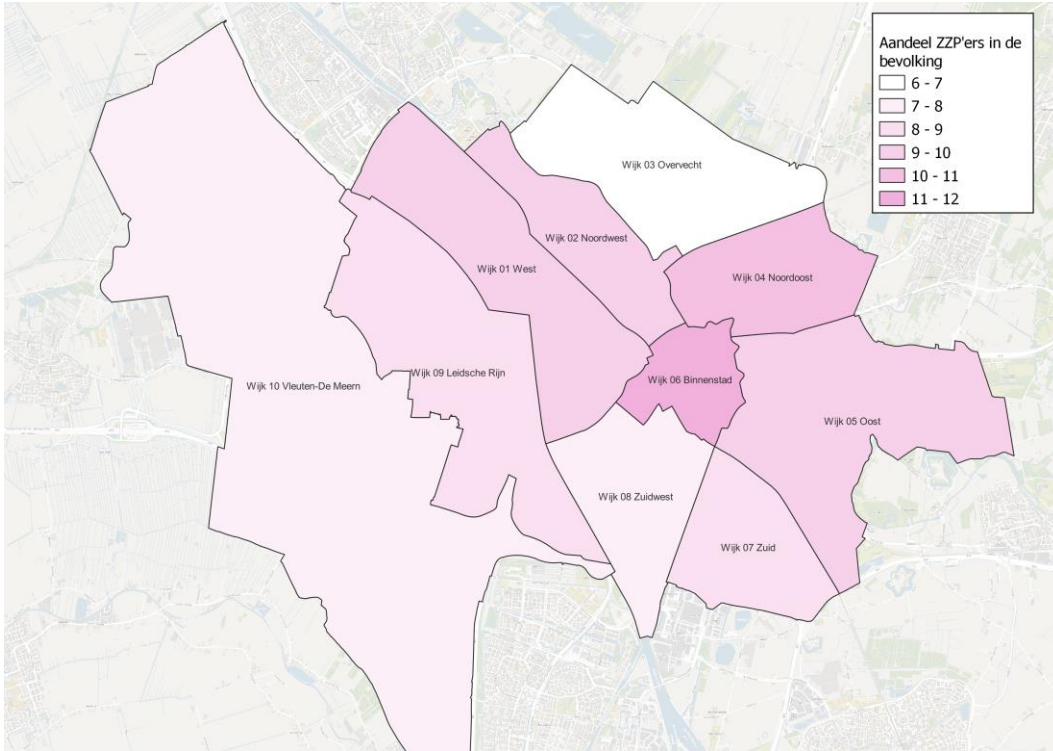 Aandeel ZZP'ers in de
bevolking
6 - 7
7 - 8
8 - 9
9 - 10
10 - 11
11 - 12
Wijk 03 Overvecht
Wijk 02 Noordwest
Wijk 01 West
Wijk 04 Noordoost
Wijk 06 Binnenstad
Wijk 10 Vleuten-De Meern
Wijk 09 Leidsche Rijn
Wijk 05 Oost
Wijk 08 Zuidwest
Wijk 07 Zuid